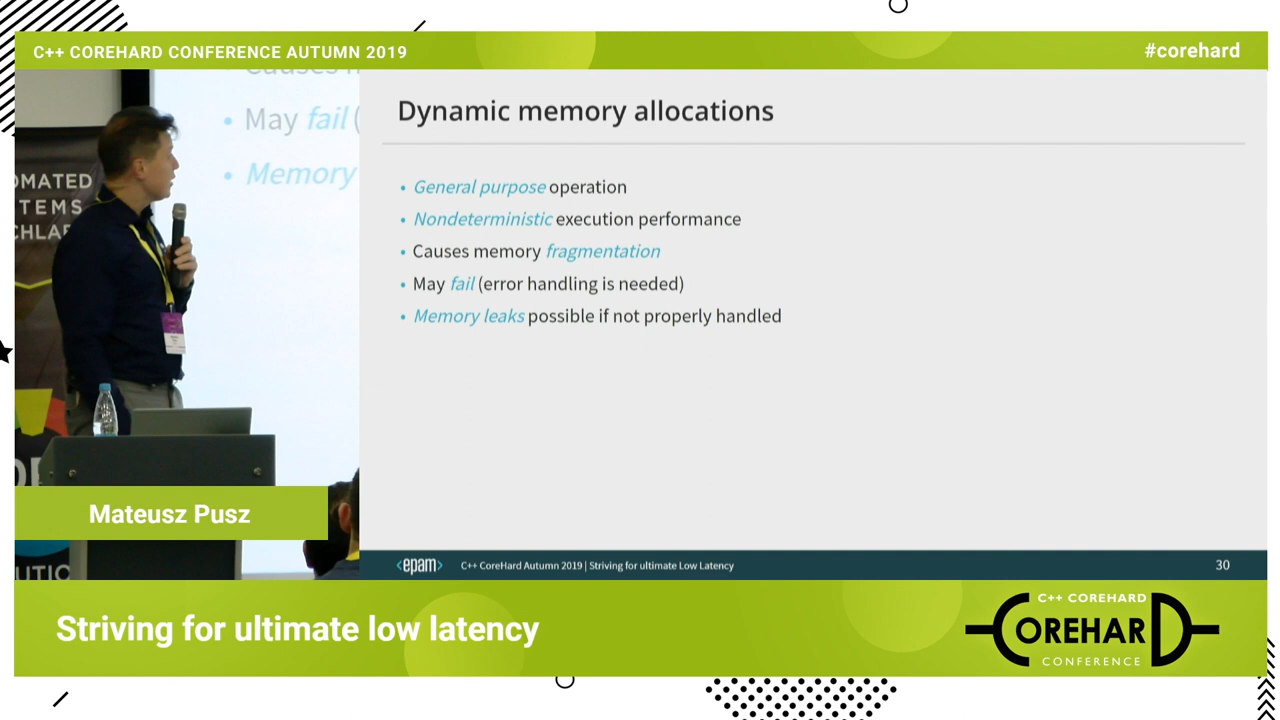 C++ COREHARD CONFERENCE AUTUMN 2019
#corehard
May fail (
Memory
OMATED
TEMS
Dynamic memory allocations
• General purpose operation
• Nondeterministic execution performance
• Causes memory fragmentation
• May fail (error handling is needed)
• Memory leaks possible if not properly handled
Mateusz Pusz
<epam>
C++ CoreHard Autumn 2019 | Striving for ultimate Low Latency
30
Striving for ultimate low latency
C++ COREHARD
COREHARD
CONFERENCE